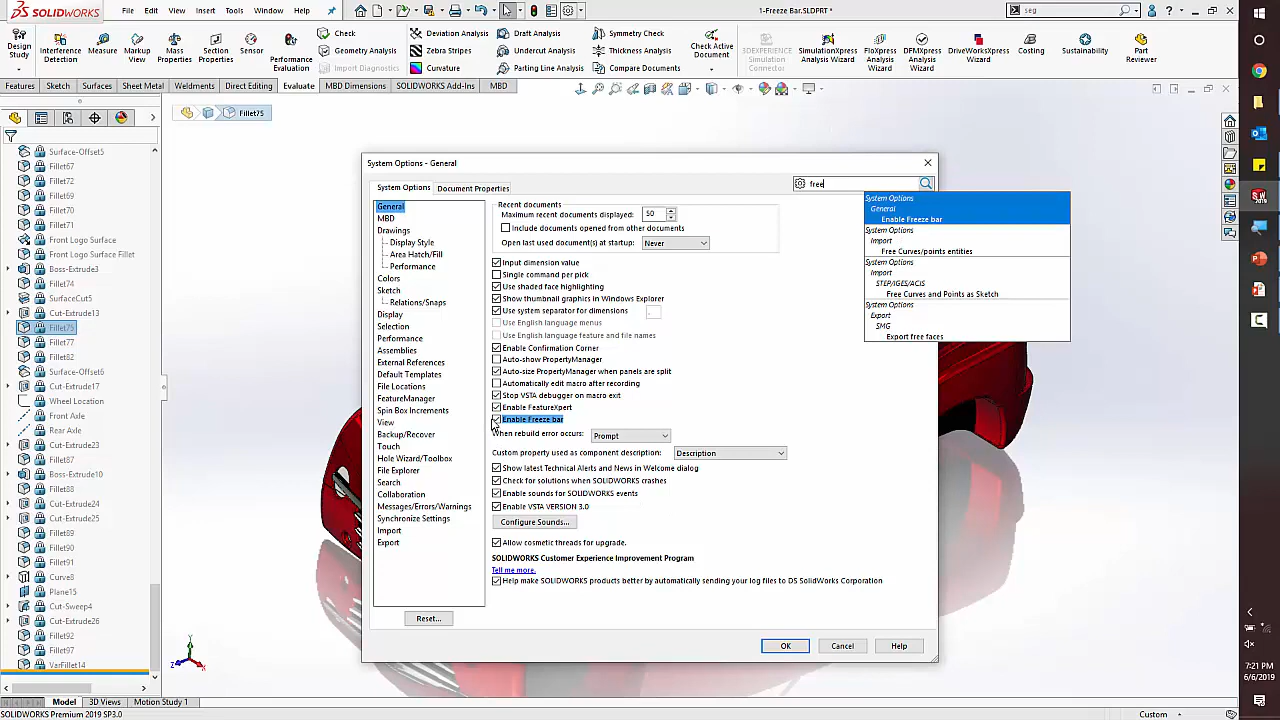 SOLIDWORKS File Edit View Insert Tools Window Help 1-Freeze Bar.SLDPRT * seg
Design Study Interference Detection Measure Markup View Mass Properties Section Properties Sensor Performance Evaluation
Check Deviation Analysis Draft Analysis Symmetry Check
Geometry Analysis Zebra Stripes Undercut Analysis Thickness Analysis
Import Diagnostics Curvature Parting Line Analysis Compare Documents
Check Active Document 3DEXPERIENCE Simulation Connector SimulationXpress Analysis Wizard FloXpress Analysis Wizard DFMXpress Analysis Wizard DriveWorksXpress Wizard Costing Sustainability Part Reviewer
Features Sketch Surfaces Sheet Metal Weldments Direct Editing Evaluate MBD Dimensions SOLIDWORKS Add-Ins MBD
Fillet75
Surface-Offset5
Fillet67
Fillet72
Fillet69
Fillet70
Fillet71
Front Logo Surface
Front Logo Surface Fillet
Boss-Extrude3
Fillet74
SurfaceCut5
Cut-Extrude13
Fillet75
Fillet77
Fillet82
Surface-Offset6
Cut-Extrude17
Wheel Location
Front Axle
Rear Axle
Cut-Extrude23
Fillet87
Boss-Extrude10
Fillet88
Cut-Extrude24
Cut-Extrude25
Fillet89
Fillet90
Fillet91
Curve8
Plane15
Cut-Sweep4
Cut-Extrude26
Fillet92
Fillet97
VarFillet14
System Options - General
System Options Document Properties
free
General
MBD
Drawings
Display Style
Area Hatch/Fill
Performance
Colors
Sketch
Relations/Snaps
Display
Selection
Performance
Assemblies
External References
Default Templates
File Locations
FeatureManager
Spin Box Increments
View
Backup/Recover
Touch
Hole Wizard/Toolbox
File Explorer
Search
Collaboration
Messages/Errors/Warnings
Synchronize Settings
Import
Export
Reset...
Recent documents
Maximum recent documents displayed: 50
Include documents opened from other documents
Open last used document(s) at startup: Never
Input dimension value
Single command per pick
Use shaded face highlighting
Show thumbnail graphics in Windows Explorer
Use system separator for dimensions .
Use English language menus
Use English language feature and file names
Enable Confirmation Corner
Auto-show PropertyManager
Auto-size PropertyManager when panels are split
Automatically edit macro after recording
Stop VSTA debugger on macro exit
Enable FeatureXpert
Enable Freeze bar
When rebuild error occurs: Prompt
Custom property used as component description: Description
Show latest Technical Alerts and News in Welcome dialog
Check for solutions when SOLIDWORKS crashes
Enable sounds for SOLIDWORKS events
Enable VSTA VERSION 3.0
Configure Sounds...
Allow cosmetic threads for upgrade.
SOLIDWORKS Customer Experience Improvement Program
Tell me more.
Help make SOLIDWORKS products better by automatically sending your log files to DS SolidWorks Corporation
OK Cancel Help
System Options
General
Enable Freeze bar
System Options
Import
Free Curves/points entities
System Options
Import
STEP/IGES/ACIS
Free Curves and Points as Sketch
System Options
Export
SMG
Export free faces
Y
Z
X
Model 3D Views Motion Study 1
SOLIDWORKS Premium 2019 SP3.0
Custom
7:21 PM
6/6/2019